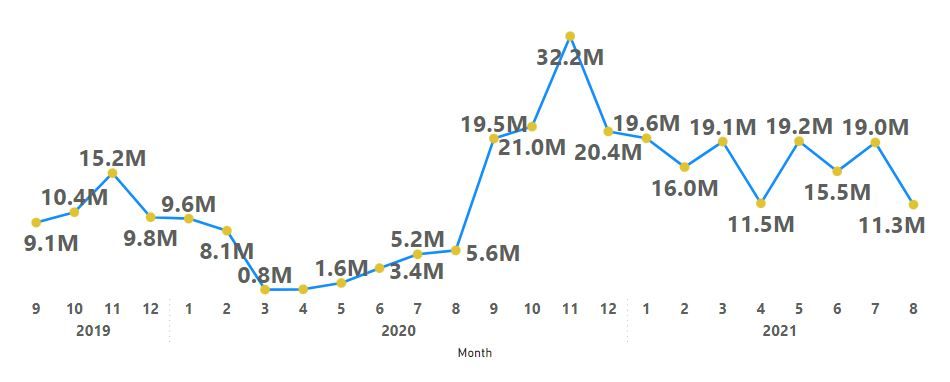 32.2M
19.5M
21.0M
20.4M
19.6M
19.1M
19.2M
19.0M
16.0M
15.5M
11.5M
11.3M
15.2M
10.4M
9.1M
9.8M
9.6M
8.1M
0.8M
1.6M
5.2M
3.4M
5.6M
9 10 11 12 1 2 3 4 5 6 7 8 9 10 11 12 1 2 3 4 5 6 7 8
2019 2020 2021
Month